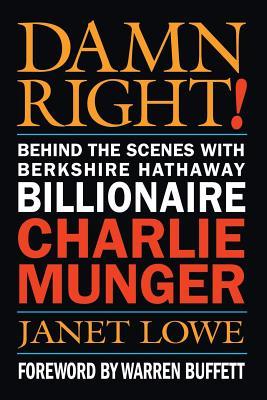 DAMN
RIGHT!
BEHIND THE SCENES WITH
BERKSHIRE HATHAWAY
BILLIONAIRE
CHARLIE
MUNGER
JANET LOWE
FOREWORD BY WARREN BUFFETT